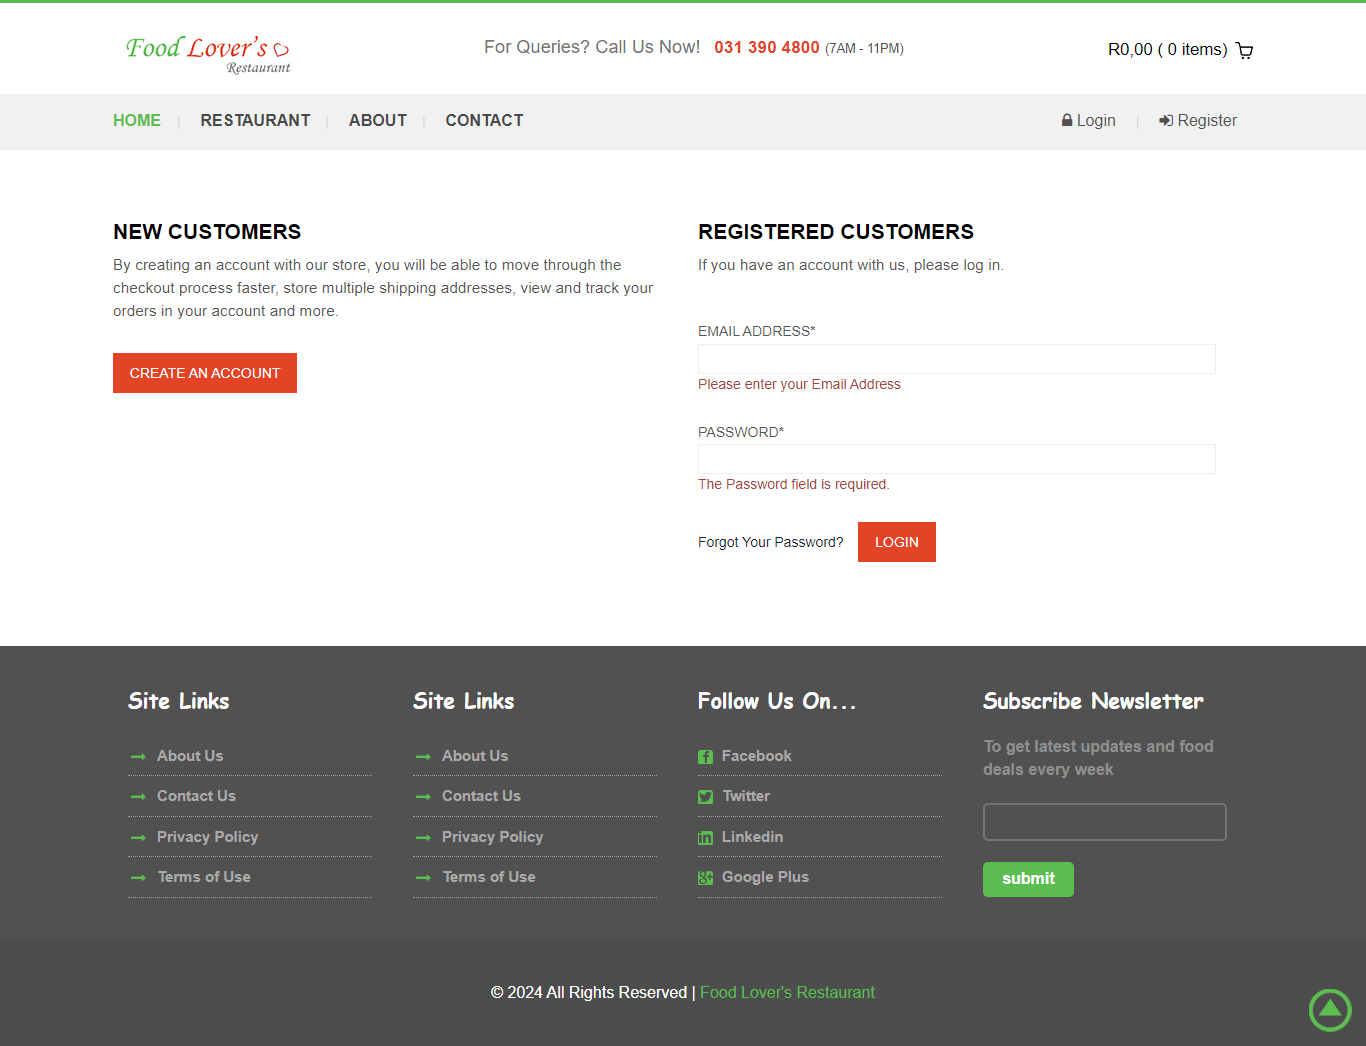 Food Lover's
Restaurant
For Queries? Call Us Now! 031 390 4800 (7AM - 11PM)
R0,00 ( 0 items)
HOME | RESTAURANT | ABOUT | CONTACT
Login | Register
NEW CUSTOMERS
By creating an account with our store, you will be able to move through the
checkout process faster, store multiple shipping addresses, view and track your
orders in your account and more.
CREATE AN ACCOUNT
REGISTERED CUSTOMERS
If you have an account with us, please log in.
EMAIL ADDRESS*
Please enter your Email Address
PASSWORD*
The Password field is required.
Forgot Your Password? LOGIN
Site Links
About Us
Contact Us
Privacy Policy
Terms of Use
Site Links
About Us
Contact Us
Privacy Policy
Terms of Use
Follow Us On...
Facebook
Twitter
Linkedin
Google Plus
Subscribe Newsletter
To get latest updates and food
deals every week
submit
© 2024 All Rights Reserved | Food Lover's Restaurant